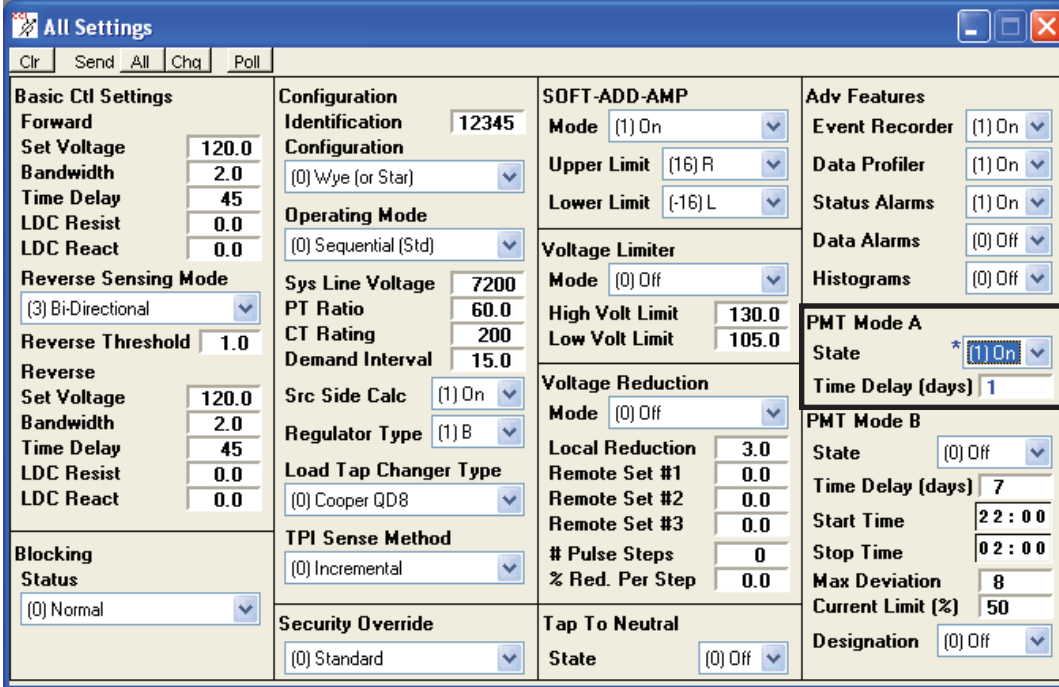 All Settings
Clr Send All Chg Poll
Basic Ctl Settings
Forward
Set Voltage 120.0
Bandwidth 2.0
Time Delay 45
LDC Resist 0.0
LDC React 0.0
Reverse Sensing Mode
(3) Bi-Directional
Reverse Threshold 1.0
Reverse
Set Voltage 120.0
Bandwidth 2.0
Time Delay 45
LDC Resist 0.0
LDC React 0.0
Blocking
Status
(0) Normal
Configuration
Identification 12345
Configuration
(0) Wye (or Star)
Operating Mode
(0) Sequential (Std)
Sys Line Voltage 7200
PT Ratio 60.0
CT Rating 200
Demand Interval 15.0
Src Side Calc (1) On
Regulator Type (1) B
Load Tap Changer Type
(0) Cooper QD8
TPI Sense Method
(0) Incremental
Security Override
(0) Standard
SOFT-ADD-AMP
Mode (1) On
Upper Limit (16) R
Lower Limit (-16) L
Voltage Limiter
Mode (0) Off
High Volt Limit 130.0
Low Volt Limit 105.0
Voltage Reduction
Mode (0) Off
Local Reduction 3.0
Remote Set #1 0.0
Remote Set #2 0.0
Remote Set #3 0.0
# Pulse Steps 0
% Red. Per Step 0.0
Tap To Neutral
State (0) Off
Adv Features
Event Recorder (1) On
Data Profiler (1) On
Status Alarms (1) On
Data Alarms (0) Off
Histograms (0) Off
PMT Mode A
State * (1) On
Time Delay (days) 1
PMT Mode B
State (0) Off
Time Delay (days) 7
Start Time 22:00
Stop Time 02:00
Max Deviation 8
Current Limit (%) 50
Designation (0) Off